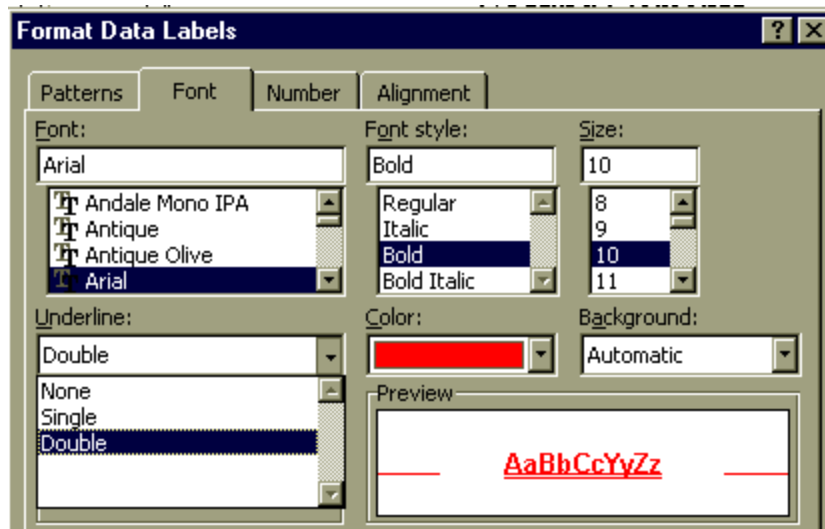 Format Data Labels
Patterns Font Number Alignment
Font: Font style: Size:
Arial Bold 10
Andale Mono IPA Regular 8
Antique Italic 9
Antique Olive Bold 10
Arial Bold Italic 11
Underline: Color: Background:
Double Automatic
None
Single
Double
Preview
AaBbCcYyZz